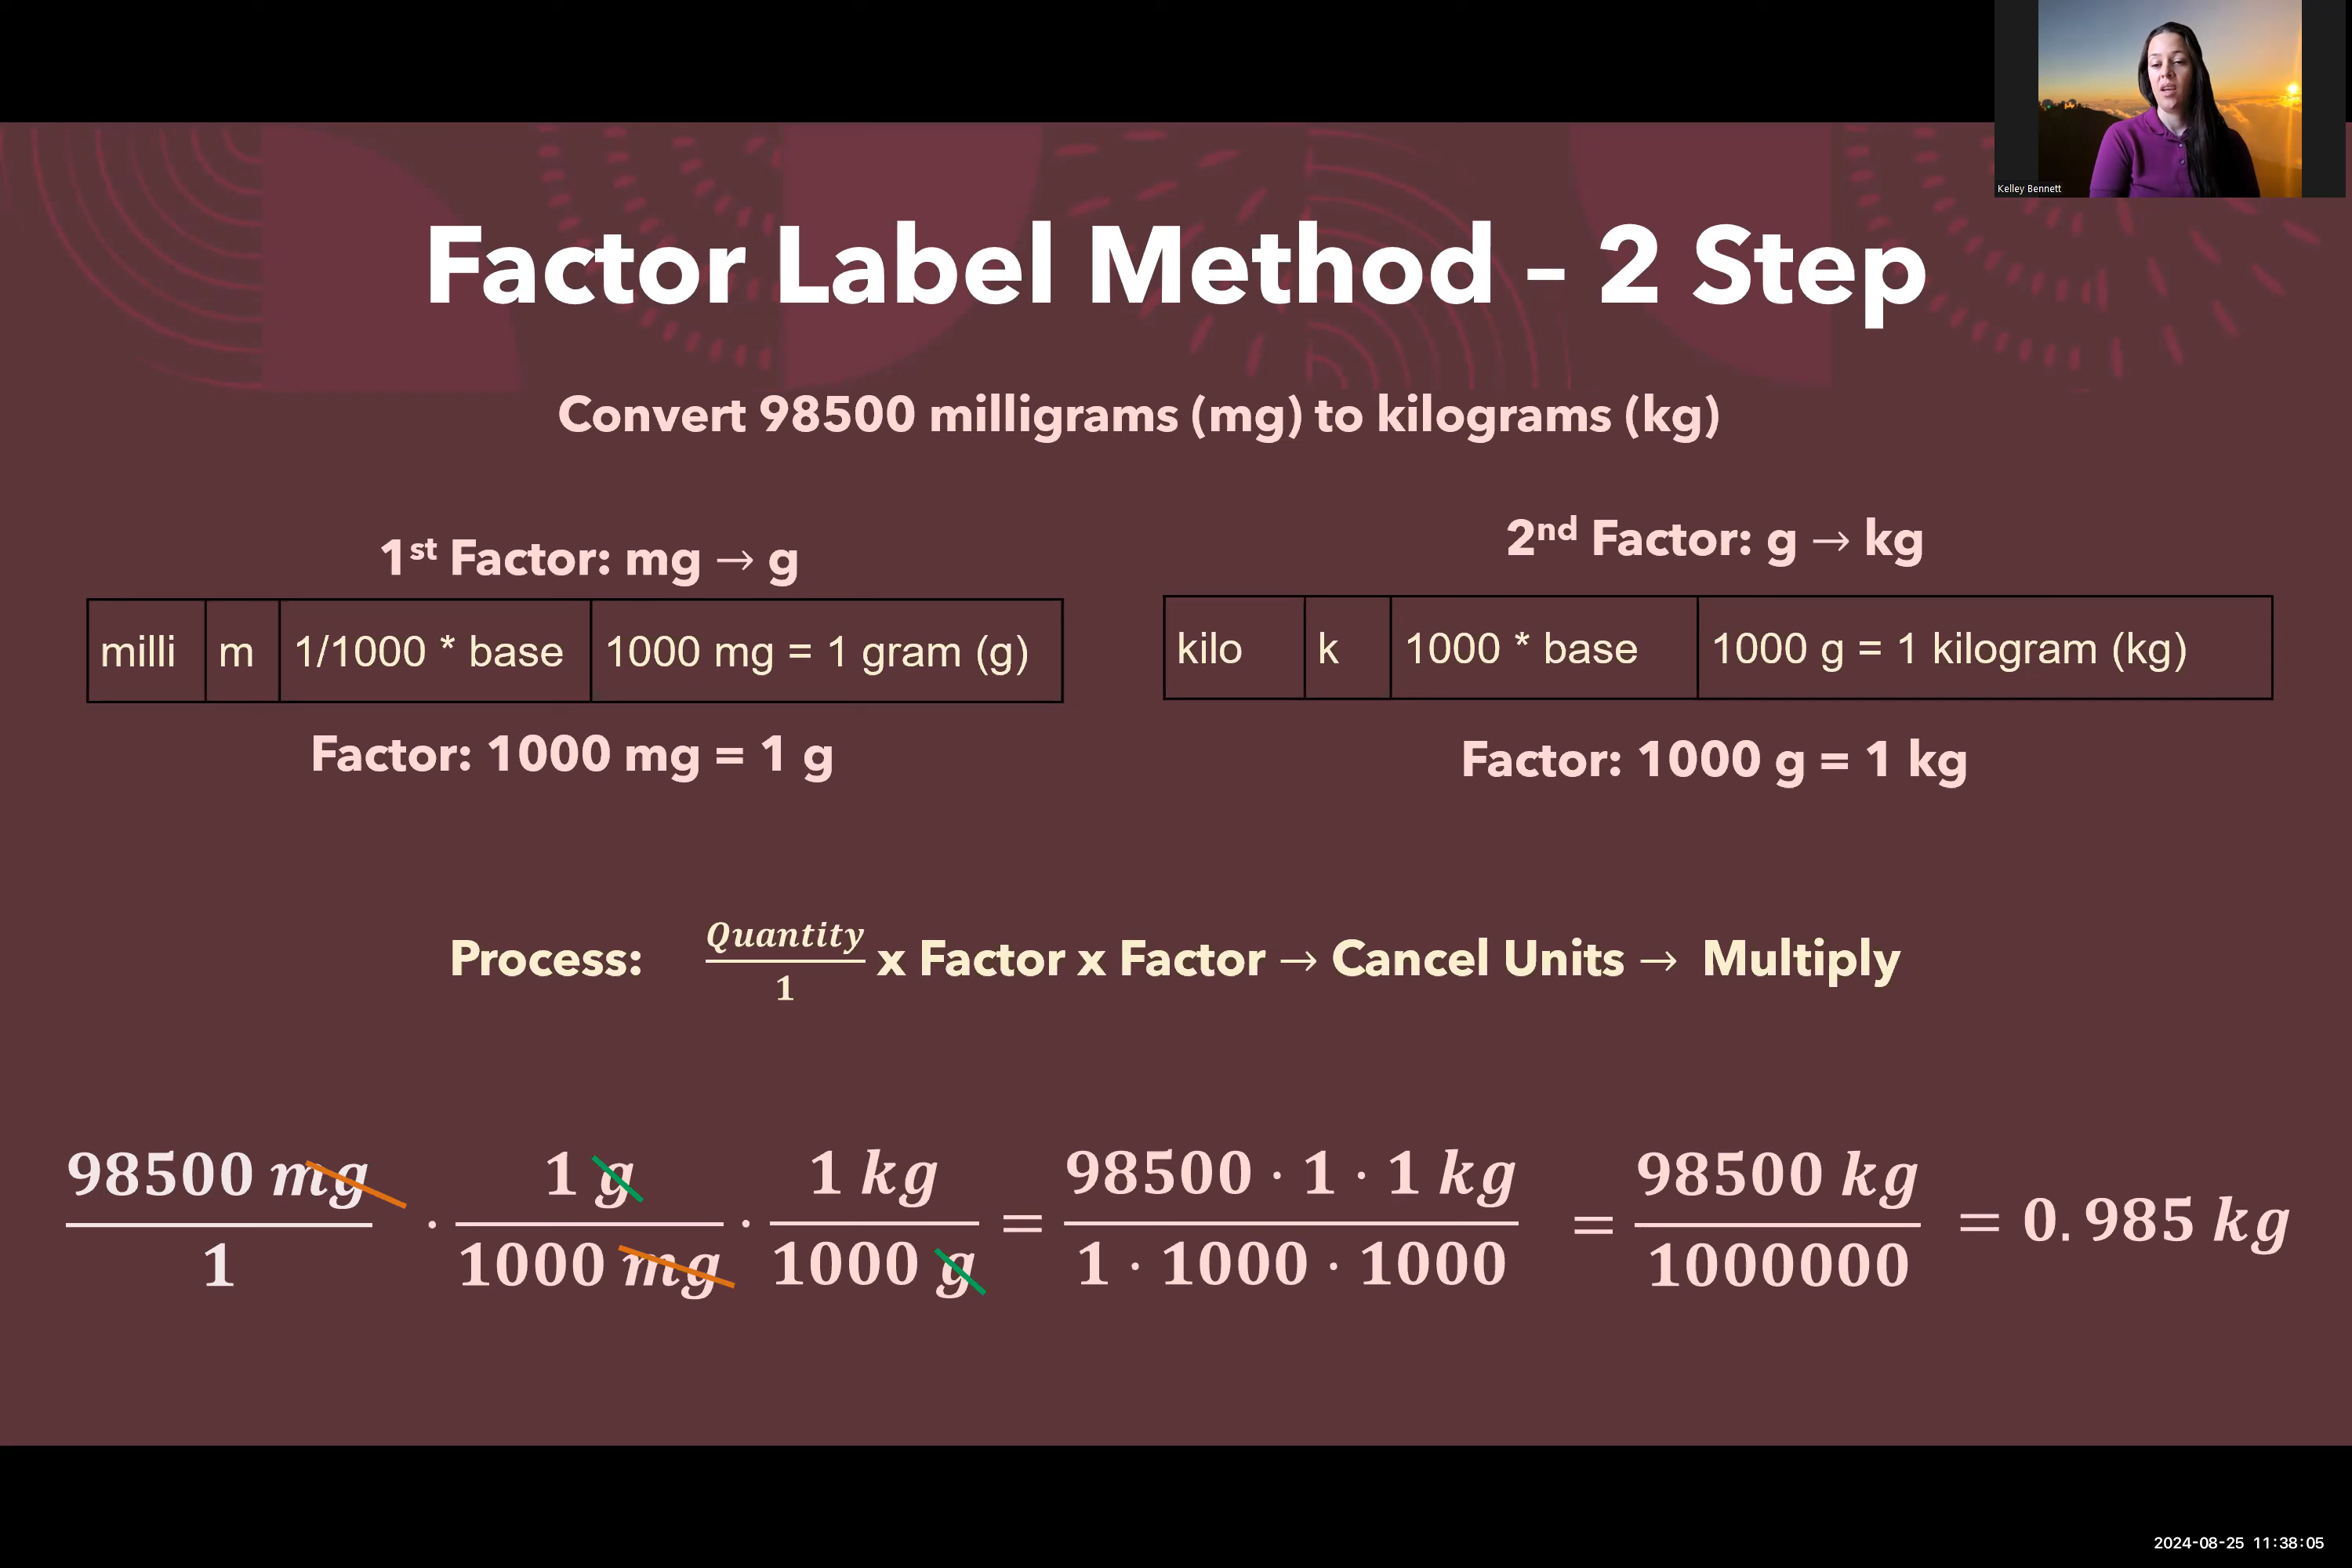 Kelley Bennett
Factor Label Method – 2 Step
Convert 98500 milligrams (mg) to kilograms (kg)
1st Factor: mg → g
milli m 1/1000 * base 1000 mg = 1 gram (g)
Factor: 1000 mg = 1 g
2nd Factor: g → kg
kilo k 1000 * base 1000 g = 1 kilogram (kg)
Factor: 1000 g = 1 kg
Process: Quantity/1 x Factor x Factor → Cancel Units → Multiply
98500 mg/1 · 1 g/1000 mg · 1 kg/1000 g = 98500 · 1 · 1 kg/1 · 1000 · 1000 = 98500 kg/1000000 = 0.985 kg
2024-08-25 11:38:05